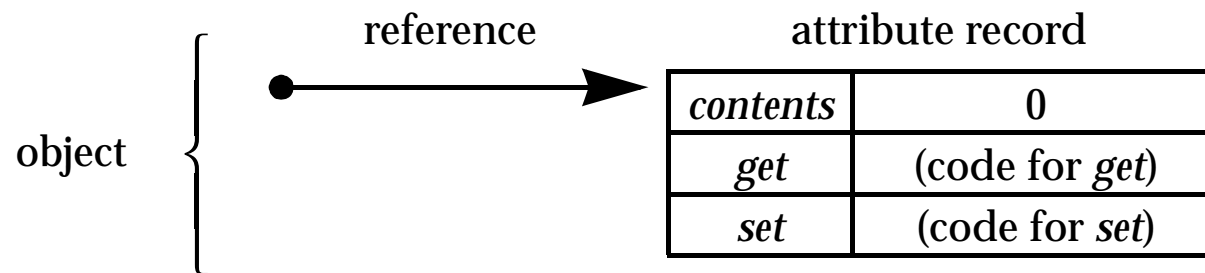 reference
attribute record
object
contents 0
get (code for get)
set (code for set)